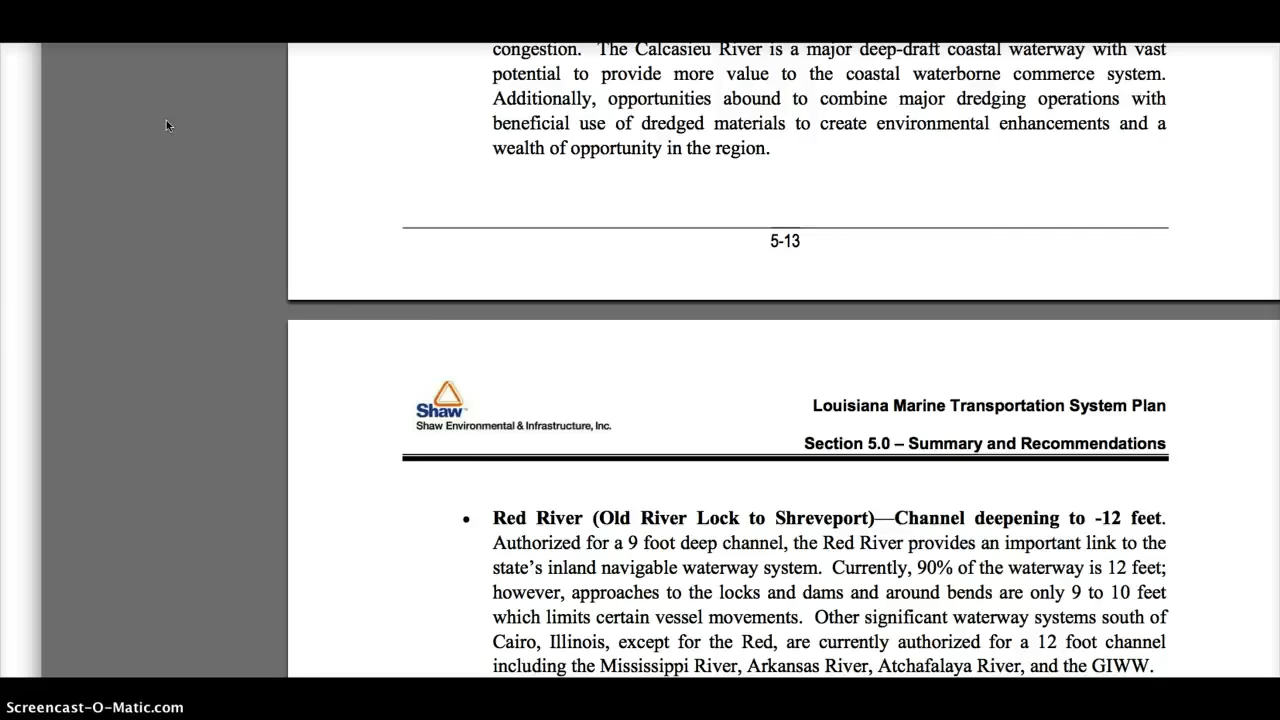 congestion. The Calcasieu River is a major deep-draft coastal waterway with vast
potential to provide more value to the coastal waterborne commerce system.
Additionally, opportunities abound to combine major dredging operations with
beneficial use of dredged materials to create environmental enhancements and a
wealth of opportunity in the region.
5-13
Shaw™
Shaw Environmental & Infrastructure, Inc.
Louisiana Marine Transportation System Plan
Section 5.0 – Summary and Recommendations
• Red River (Old River Lock to Shreveport)—Channel deepening to -12 feet.
Authorized for a 9 foot deep channel, the Red River provides an important link to the
state's inland navigable waterway system. Currently, 90% of the waterway is 12 feet;
however, approaches to the locks and dams and around bends are only 9 to 10 feet
which limits certain vessel movements. Other significant waterway systems south of
Cairo, Illinois, except for the Red, are currently authorized for a 12 foot channel
including the Mississippi River, Arkansas River, Atchafalaya River, and the GIWW.
Screencast-O-Matic.com